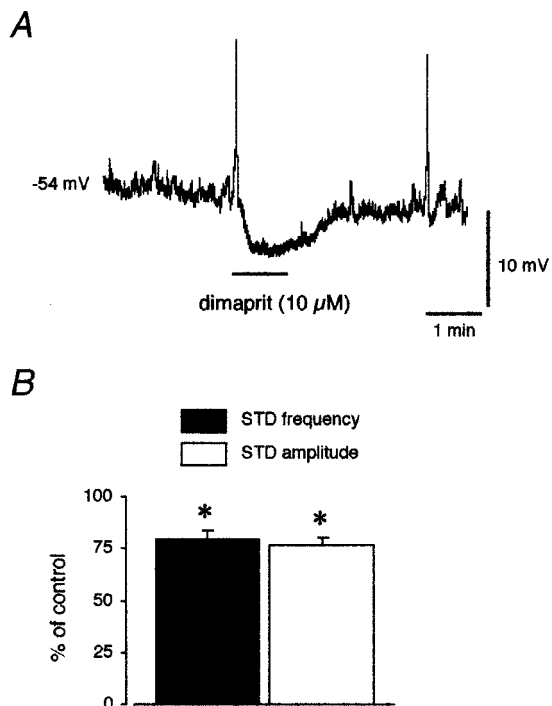 A
-54 mV
10 mV
dimaprit (10 µM)
1 min
B
STD frequency
STD amplitude
100
75
50
25
0
% of control
* *